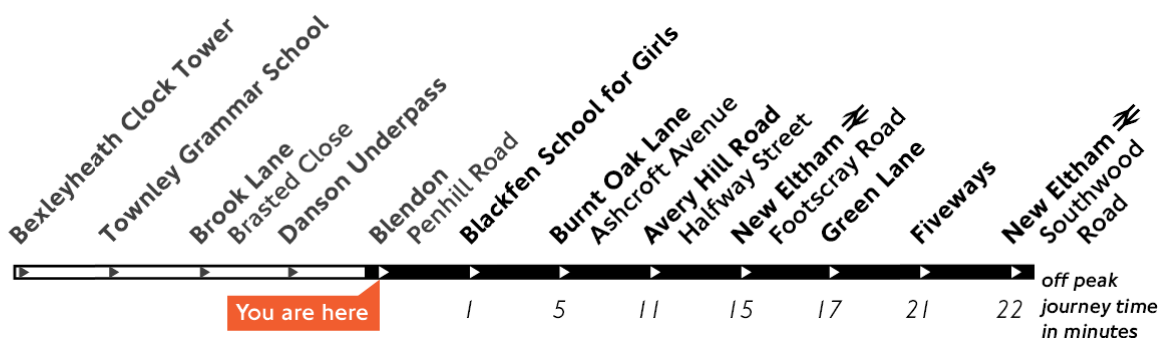 Bexleyheath Clock Tower
Townley Grammar School
Brook Lane
Brasted Close
Danson Underpass
Blendon
Penhill Road
Blackfen School for Girls
Burnt Oak Lane
Ashcroft Avenue
Avery Hill Road
Halfway Street
New Eltham
Footscray Road
Green Lane
Fiveways
New Eltham
Southwood
Road
You are here
1
5
11
15
17
21
22
off peak
journey time
in minutes